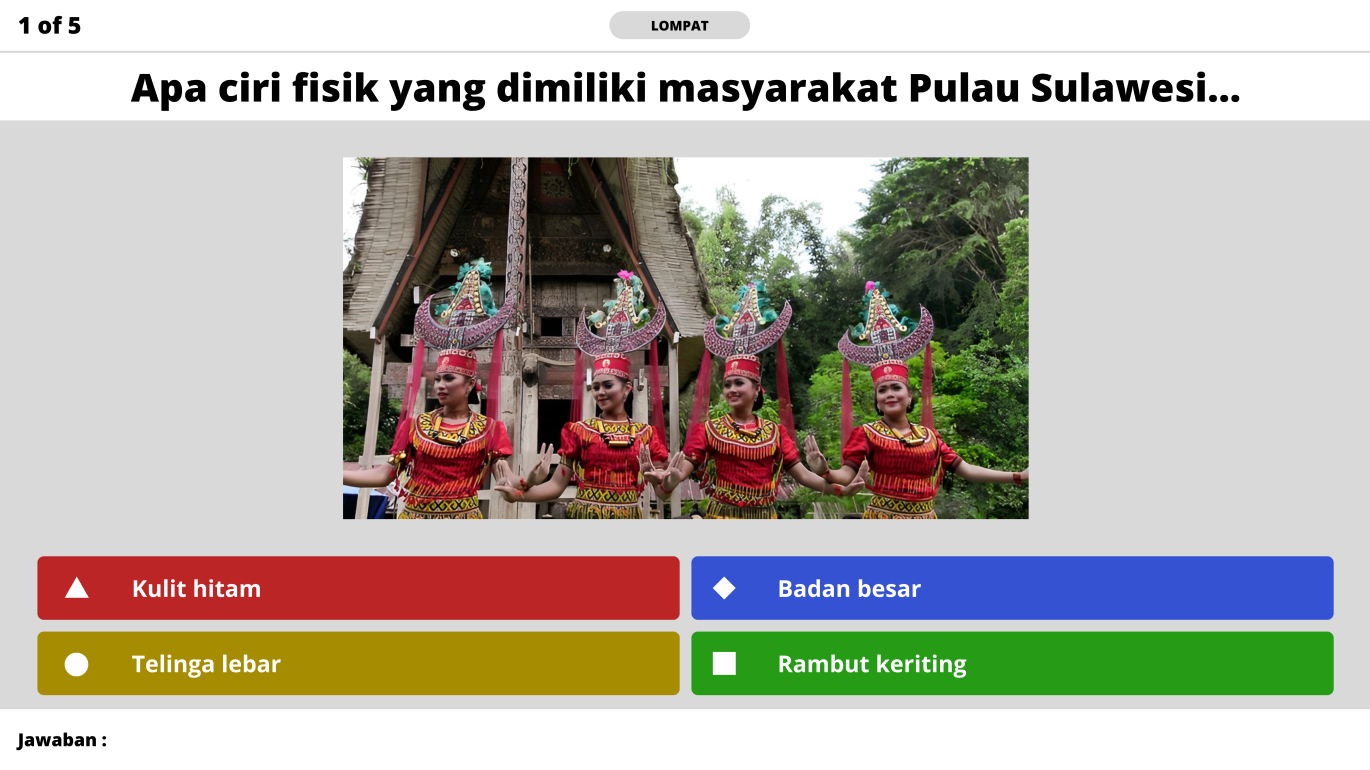 1 of 5
LOMPAT
Apa ciri fisik yang dimiliki masyarakat Pulau Sulawesi...
Kulit hitam
Badan besar
Telinga lebar
Rambut keriting
Jawaban :